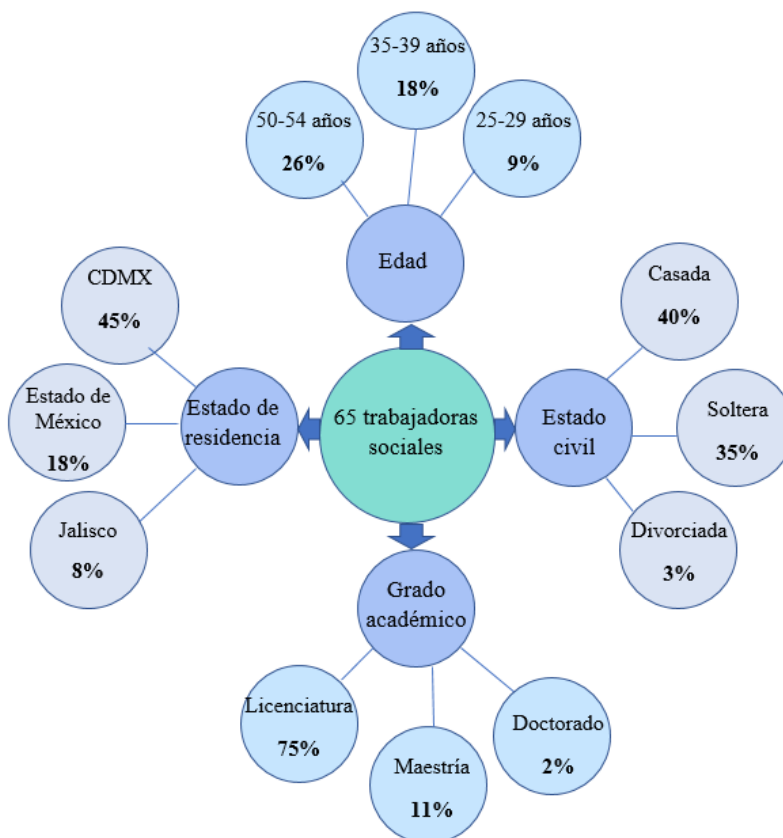 35-39 años
18%
50-54 años
26%
25-29 años
9%
Edad
CDMX
45%
Estado de
México
18%
Jalisco
8%
Estado de
residencia
65 trabajadoras
sociales
Estado
civil
Casada
40%
Soltera
35%
Divorciada
3%
Grado
académico
Licenciatura
75%
Maestría
11%
Doctorado
2%